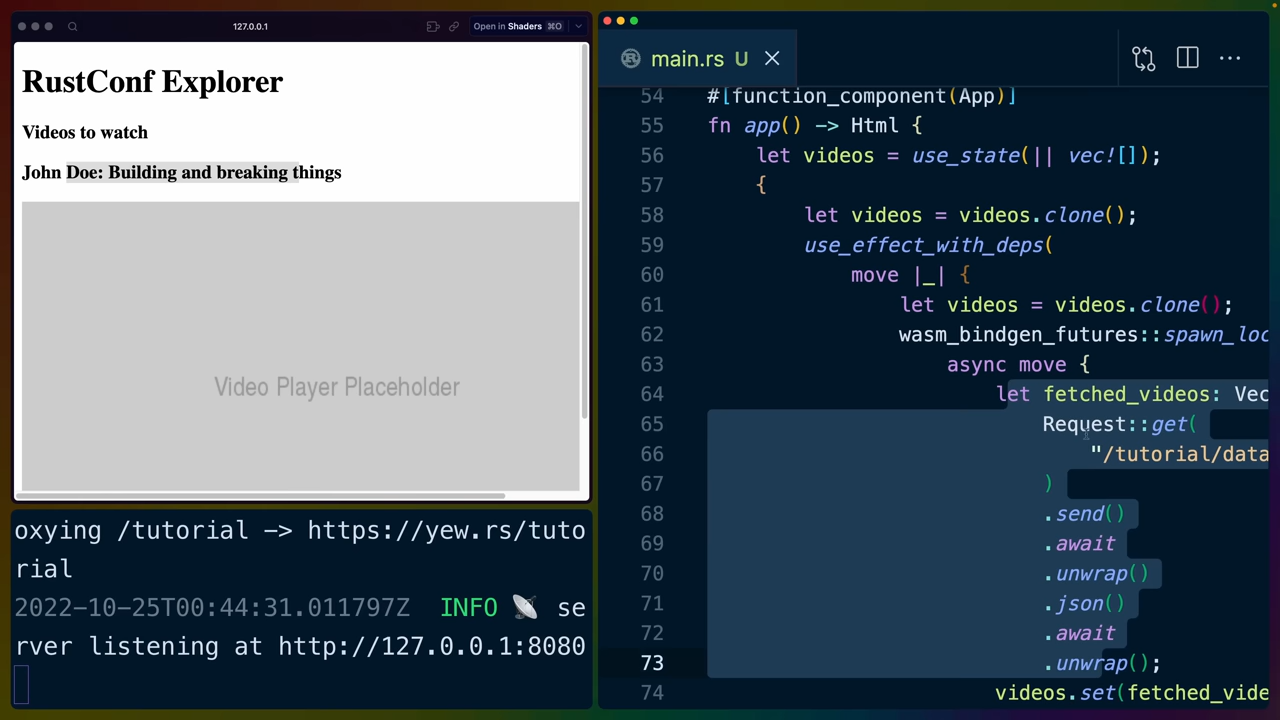 127.0.0.1
Open in Shaders ⌘O
RustConf Explorer
Videos to watch
John Doe: Building and breaking things
Video Player Placeholder
oxying /tutorial -> https://yew.rs/tuto
rial
2022-10-25T00:44:31.011797Z  INFO 📡 se
rver listening at http://127.0.0.1:8080
main.rs U
54 #[function_component(App)]
55 fn app() -> Html {
56     let videos = use_state(|| vec![]);
57     {
58         let videos = videos.clone();
59         use_effect_with_deps(
60             move |_| {
61                 let videos = videos.clone();
62                 wasm_bindgen_futures::spawn_loc
63                     async move {
64                         let fetched_videos: Vec
65                             Request::get(
66                                 "/tutorial/data
67                             )
68                             .send()
69                             .await
70                             .unwrap()
71                             .json()
72                             .await
73                             .unwrap();
74                         videos.set(fetched_vide